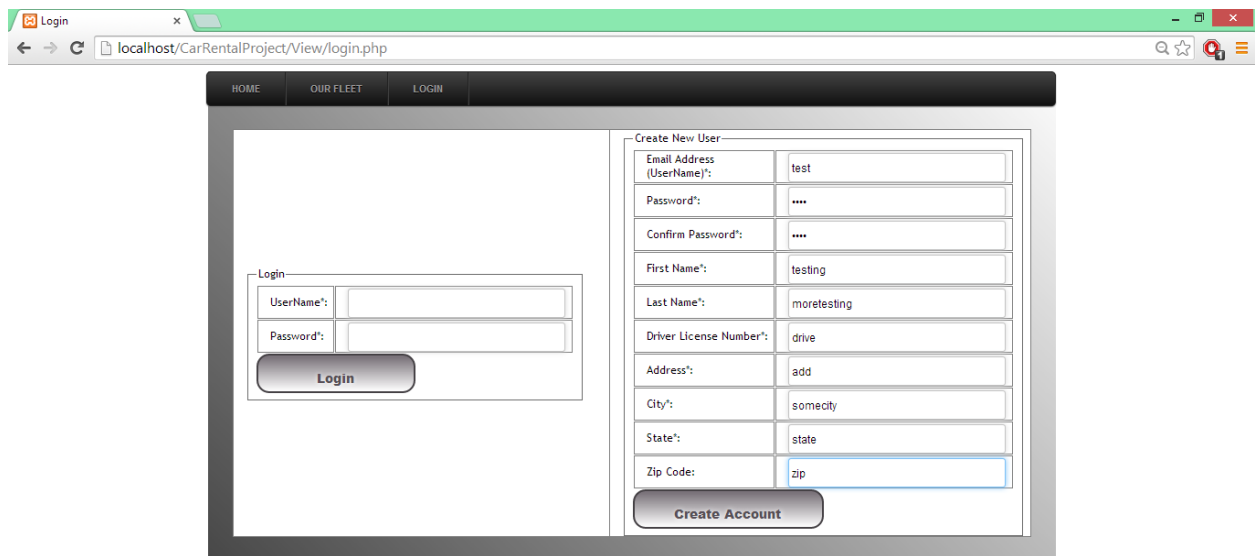 Login
localhost/CarRentalProject/View/login.php
1
HOME OUR FLEET LOGIN
Login
UserName*:
Password*:
Login
Create New User
Email Address
(UserName)*: test
Password*: ••••
Confirm Password*: ••••
First Name*: testing
Last Name*: moretesting
Driver License Number*: drive
Address*: add
City*: somecity
State*: state
Zip Code: zip
Create Account